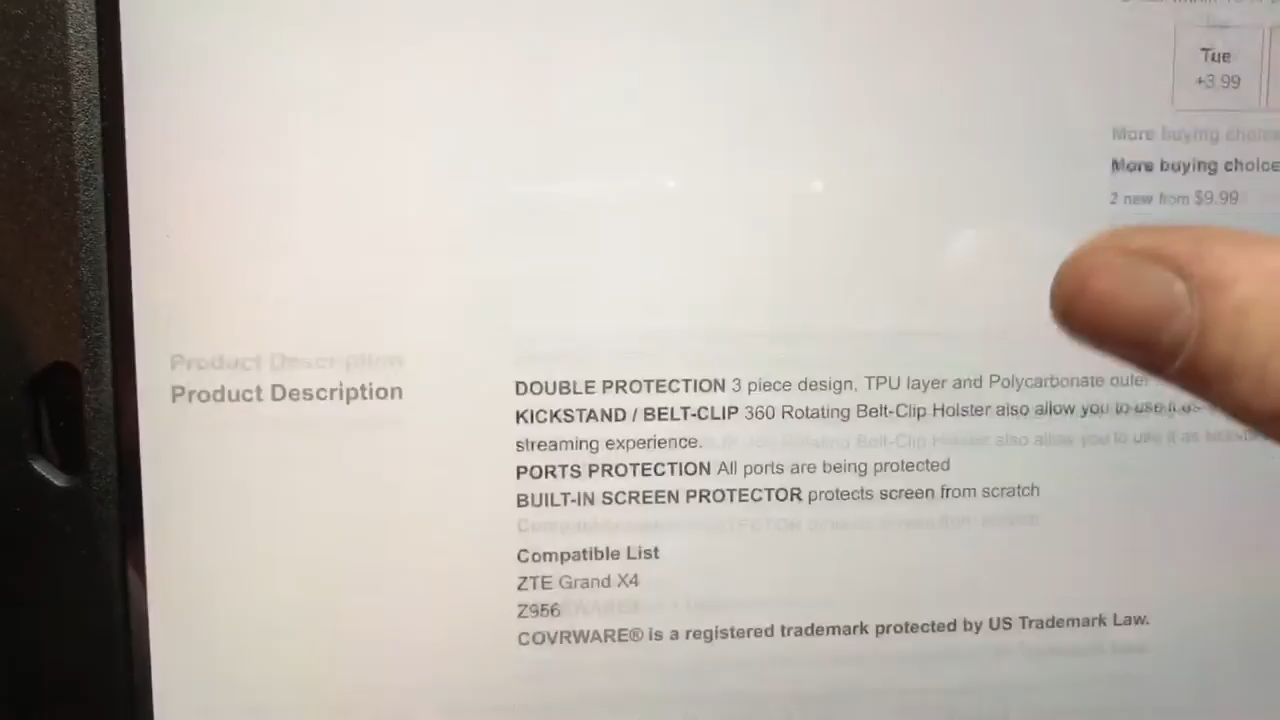 Tue
+3.99
More buying choice
2 new from $9.99
Product Description
DOUBLE PROTECTION 3 piece design, TPU layer and Polycarbonate oute
KICKSTAND / BELT-CLIP 360 Rotating Belt-Clip Holster also allow you to use it as
streaming experience.
PORTS PROTECTION All ports are being protected
BUILT-IN SCREEN PROTECTOR protects screen from scratch
Compatible List
ZTE Grand X4
Z956
COVRWARE® is a registered trademark protected by US Trademark Law.